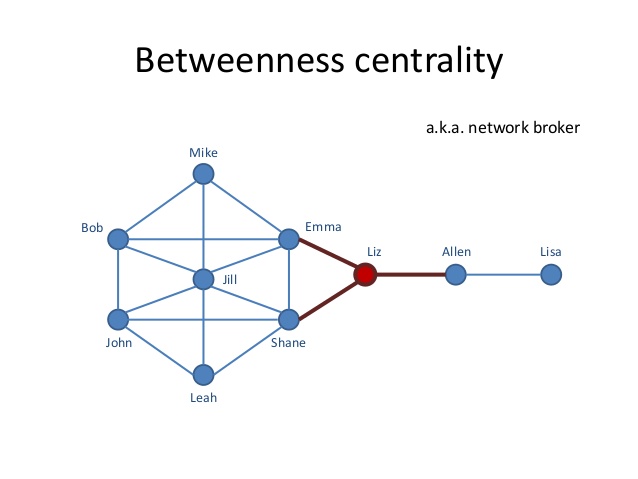 Betweenness centrality
a.k.a. network broker
Mike
Bob
Emma
Liz
Allen
Lisa
Jill
John
Shane
Leah